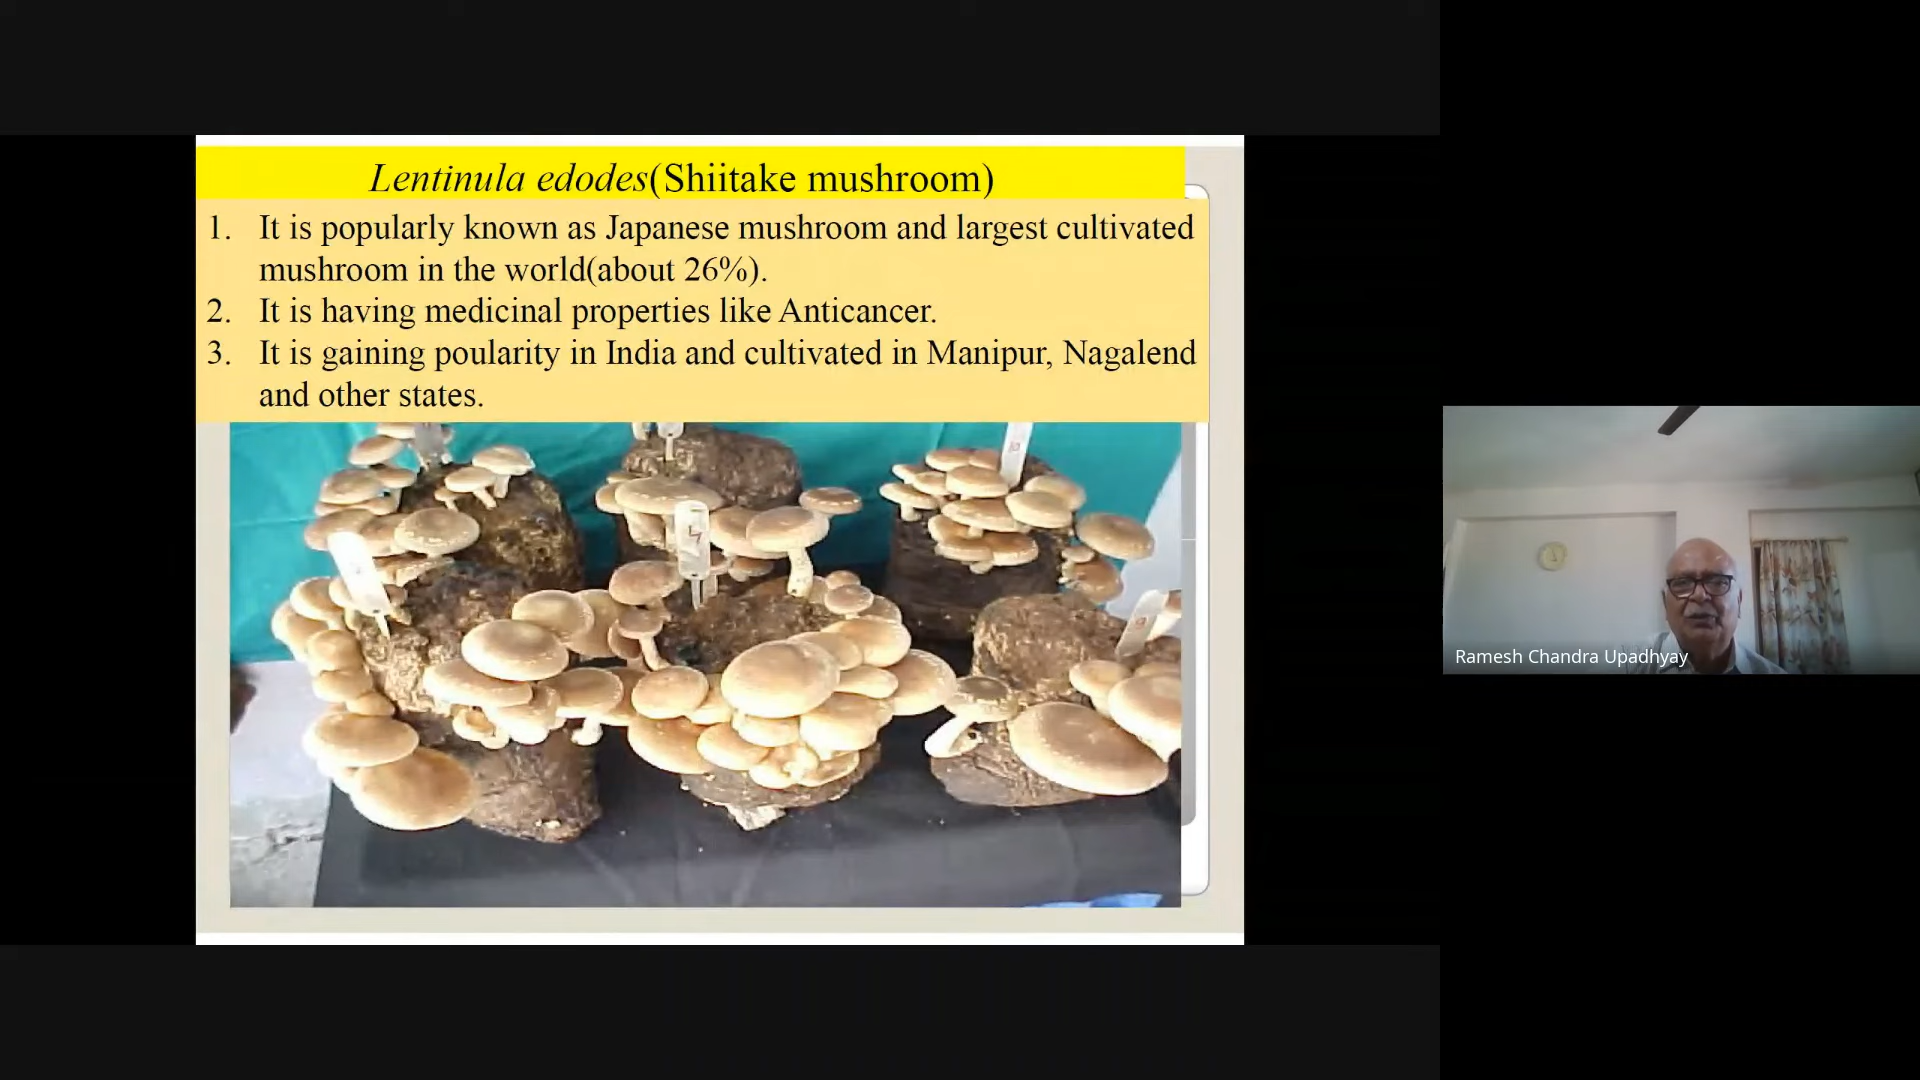 Lentinula edodes(Shiitake mushroom)
1. It is popularly known as Japanese mushroom and largest cultivated
mushroom in the world(about 26%).
2. It is having medicinal properties like Anticancer.
3. It is gaining poularity in India and cultivated in Manipur, Nagalend
and other states.
Ramesh Chandra Upadhyay